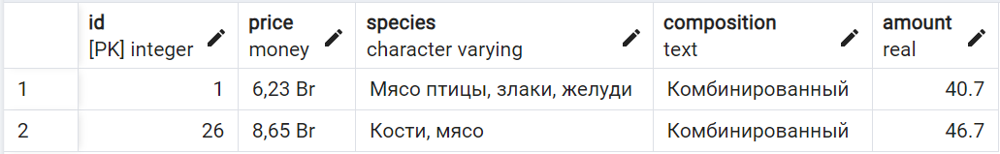 id price species composition amount
[PK] integer money character varying text real
1 1 6,23 Br Мясо птицы, злаки, желуди Комбинированный 40.7
2 26 8,65 Br Кости, мясо Комбинированный 46.7